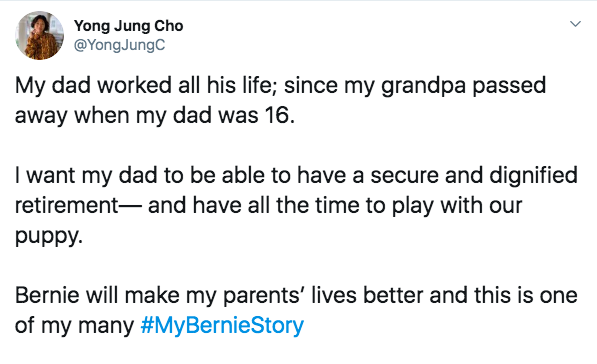 Yong Jung Cho
@YongJungC
My dad worked all his life; since my grandpa passed
away when my dad was 16.
I want my dad to be able to have a secure and dignified
retirement— and have all the time to play with our
puppy.
Bernie will make my parents’ lives better and this is one
of my many #MyBernieStory